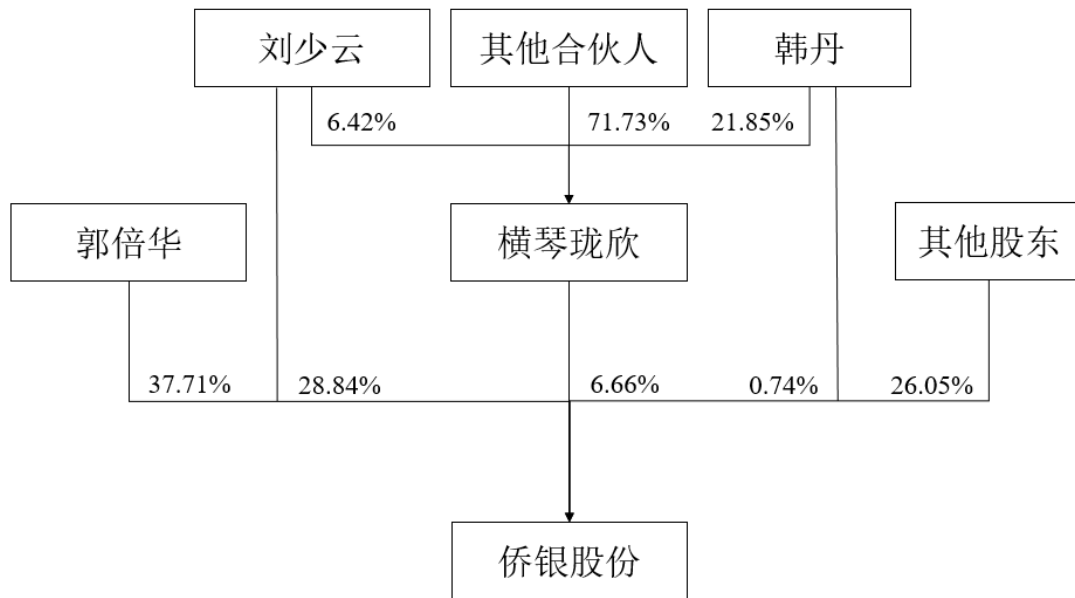 刘少云
其他合伙人
韩丹
6.42%
71.73%
21.85%
郭倍华
横琴珑欣
其他股东
37.71%
28.84%
6.66%
0.74%
26.05%
侨银股份